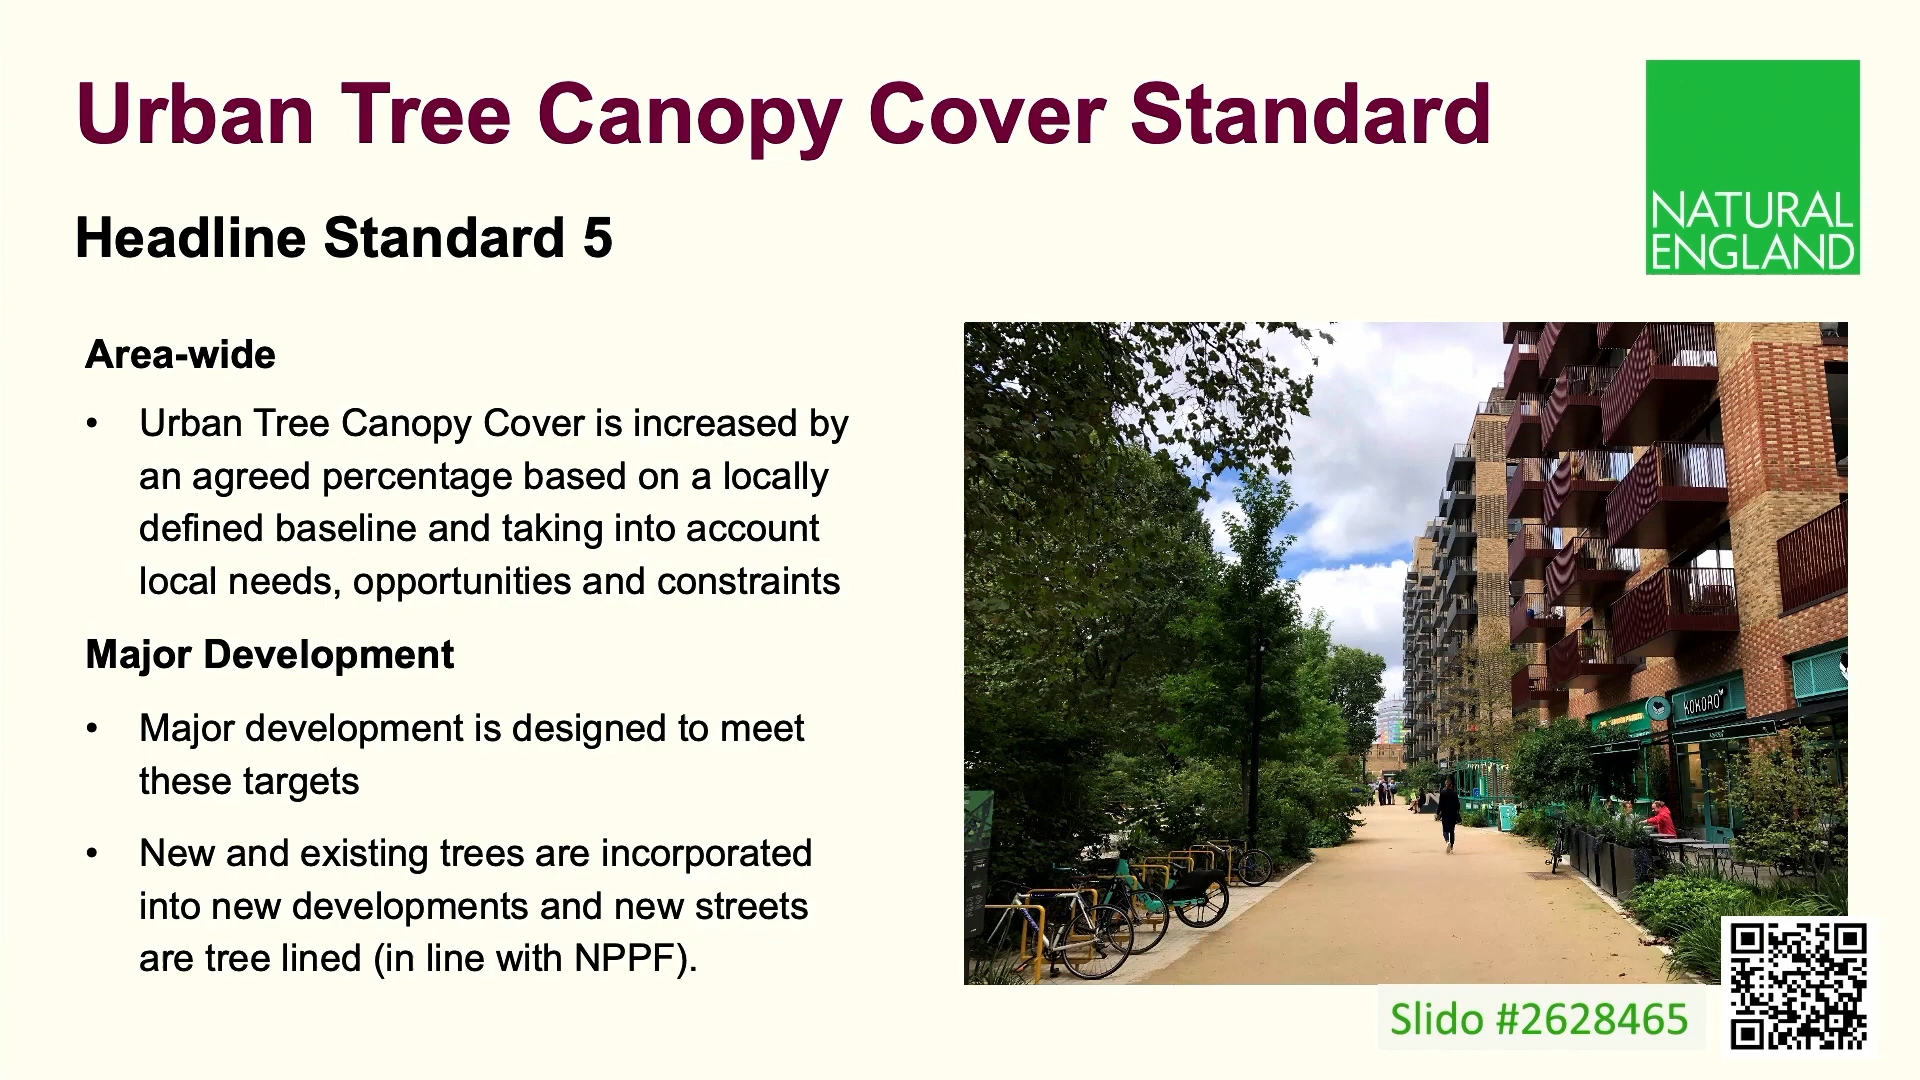 Urban Tree Canopy Cover Standard
NATURAL
ENGLAND
Headline Standard 5
Area-wide
• Urban Tree Canopy Cover is increased by
an agreed percentage based on a locally
defined baseline and taking into account
local needs, opportunities and constraints
Major Development
• Major development is designed to meet
these targets
• New and existing trees are incorporated
into new developments and new streets
are tree lined (in line with NPPF).
KOKORO
Slido #2628465